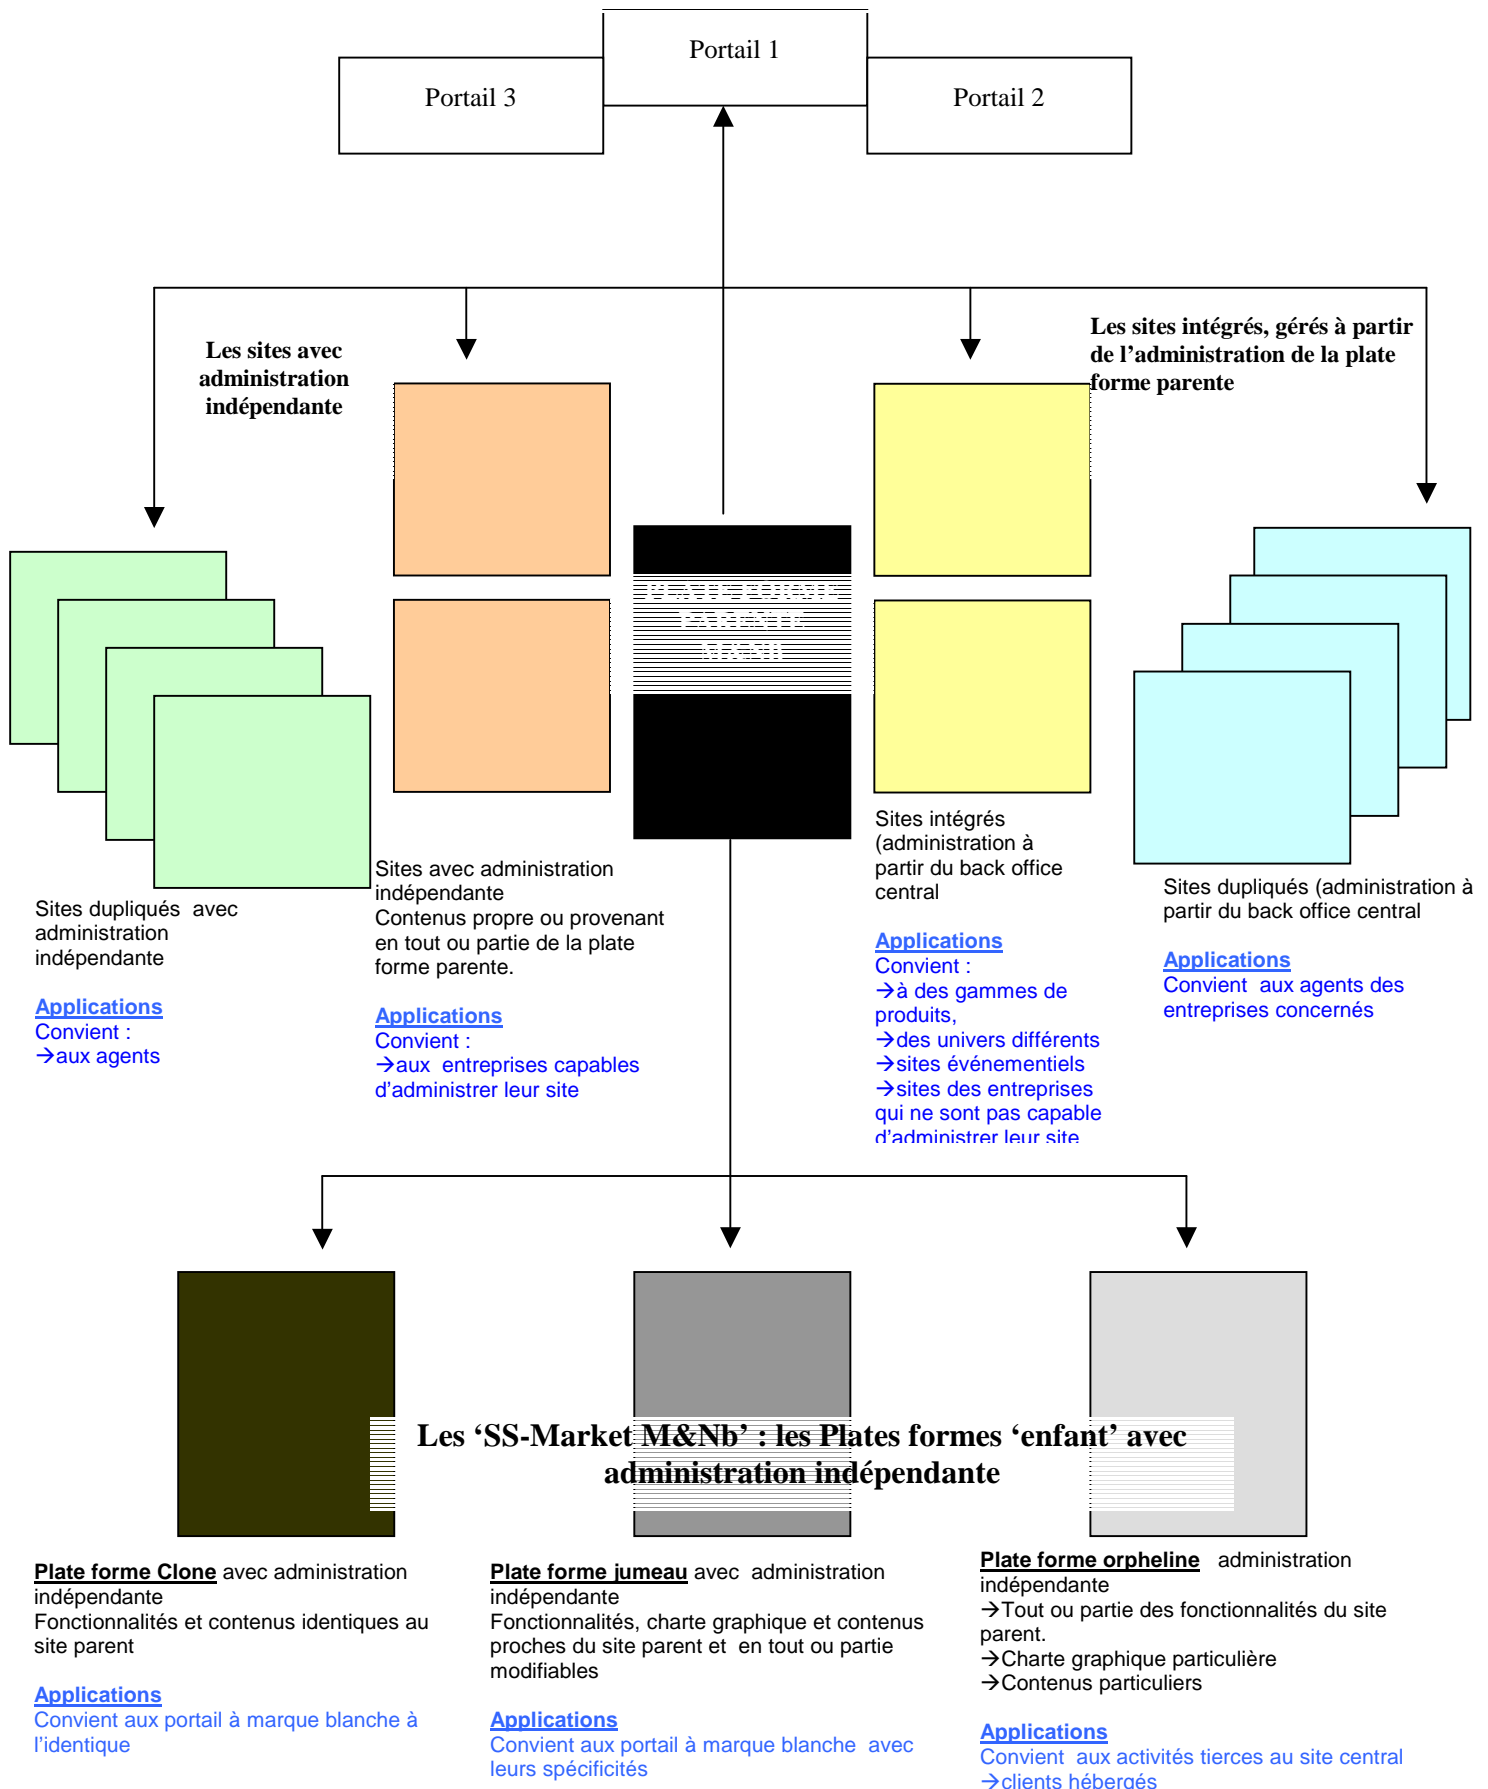 Portail 1
Portail 3
Portail 2
Les sites avec
administration
indépendante
Les sites intégrés, gérés à partir
de l’administration de la plate
forme parente
PLATE FORME
PARENTE
M&NB
Sites dupliqués avec
administration
indépendante
Applications
Convient :
→aux agents
Sites avec administration
indépendante
Contenus propre ou provenant
en tout ou partie de la plate
forme parente.
Applications
Convient :
→aux entreprises capables
d’administrer leur site
Sites intégrés
(administration à
partir du back office
central
Applications
Convient :
→à des gammes de
produits,
→des univers différents
→sites événementiels
→sites des entreprises
qui ne sont pas capable
d’administrer leur site
Sites dupliqués (administration à
partir du back office central
Applications
Convient aux agents des
entreprises concernés
Les ‘SS-Market M&Nb’ : les Plates formes ‘enfant’ avec
administration indépendante
Plate forme Clone avec administration
indépendante
Fonctionnalités et contenus identiques au
site parent
Applications
Convient aux portail à marque blanche à
l’identique
Plate forme jumeau avec administration
indépendante
Fonctionnalités, charte graphique et contenus
proches du site parent et en tout ou partie
modifiables
Applications
Convient aux portail à marque blanche avec
leurs spécificités
Plate forme orpheline administration
indépendante
→Tout ou partie des fonctionnalités du site
parent.
→Charte graphique particulière
→Contenus particuliers
Applications
Convient aux activités tierces au site central
→clients hébergés